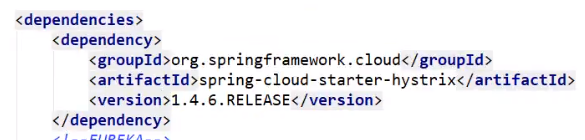 <dependencies>
<dependency>
<groupId>org.springframework.cloud</groupId>
<artifactId>spring-cloud-starter-hystrix</artifactId>
<version>1.4.6.RELEASE</version>
</dependency>
<!--EUREKA-->